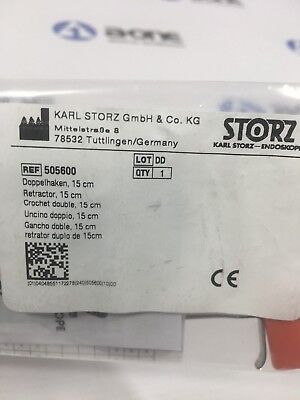 A-ONE
KARL STORZ GmbH & Co. KG
Mittelstraße 8
78532 Tuttlingen/Germany
STORZ
KARL STORZ—ENDOSKOPE
REF 505600
LOT DD
QTY 1
Doppelhaken, 15 cm
Retractor, 15 cm
Crochet double, 15 cm
Uncino doppio, 15 cm
Gancho doble, 15 cm
retrator duplo de 15cm
CE